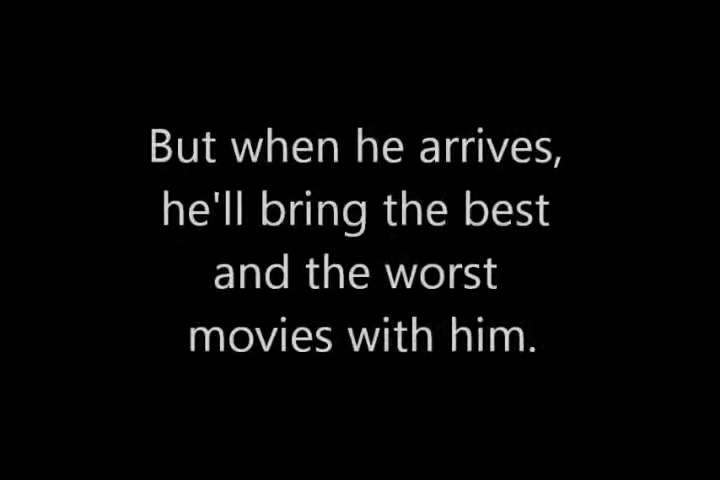 But when he arrives,
he'll bring the best
and the worst
movies with him.